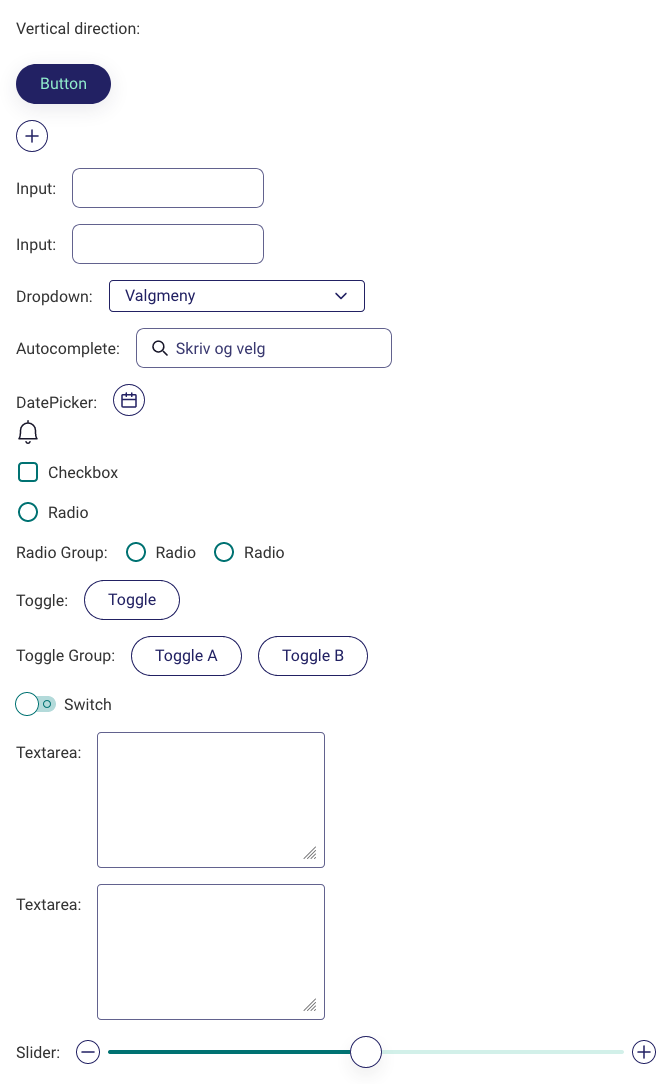 Vertical direction:
Button
Input:
Input:
Dropdown: Valgmeny
Autocomplete: Skriv og velg
DatePicker:
Checkbox
Radio
Radio Group: Radio Radio
Toggle: Toggle
Toggle Group: Toggle A Toggle B
Switch
Textarea:
Textarea:
Slider: